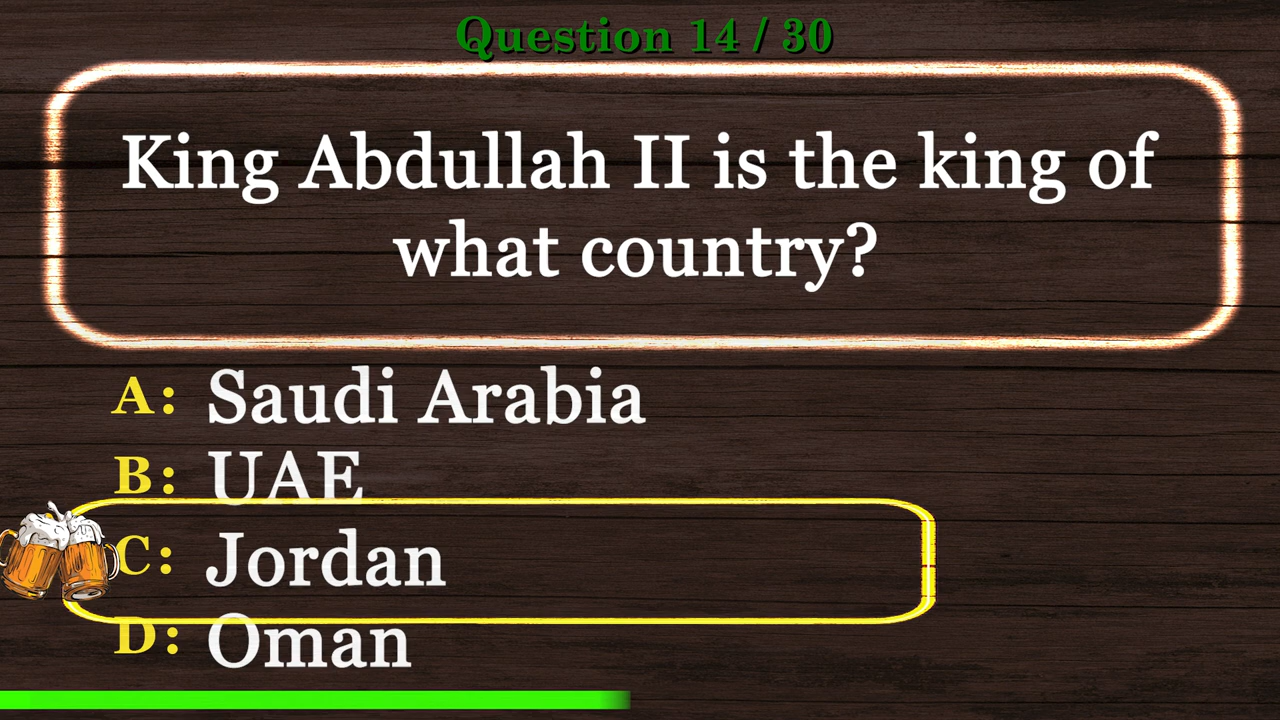 Question 14 / 30
King Abdullah II is the king of
what country?
A: Saudi Arabia
B: UAE
C: Jordan
D: Oman